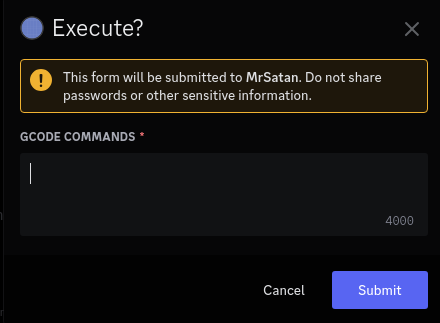 Execute?
This form will be submitted to MrSatan. Do not share
passwords or other sensitive information.
GCODE COMMANDS *
4000
Cancel
Submit